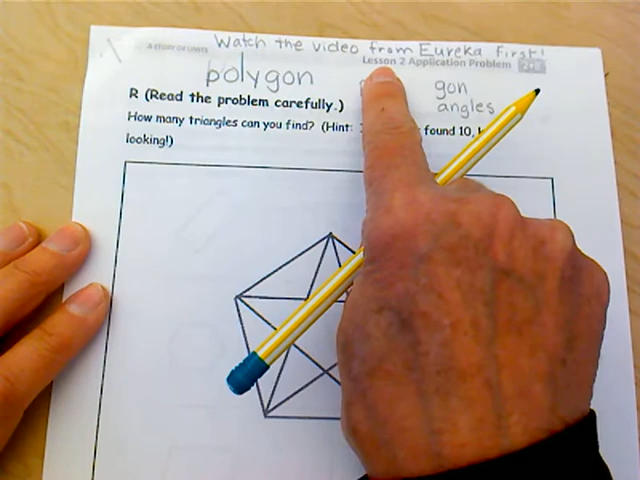 Watch the video from Eureka first!
A STORY OF UNITS
Lesson 2 Application Problem
polygon
gon
angles
R (Read the problem carefully.)
How many triangles can you find? (Hint: found 10,
looking!)